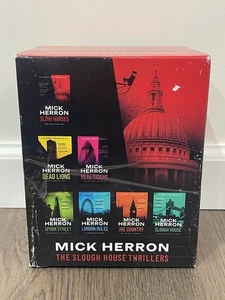 MICK
HERRON
SLOW HORSES
MICK
HERRON
DEAD LIONS
MICK
HERRON
REAL TIGERS
MICK
HERRON
SPOOK STREET
MICK
HERRON
LONDON RULES
MICK
HERRON
JOE COUNTRY
MICK
HERRON
SLOUGH HOUSE
MICK HERRON
THE SLOUGH HOUSE THRILLERS